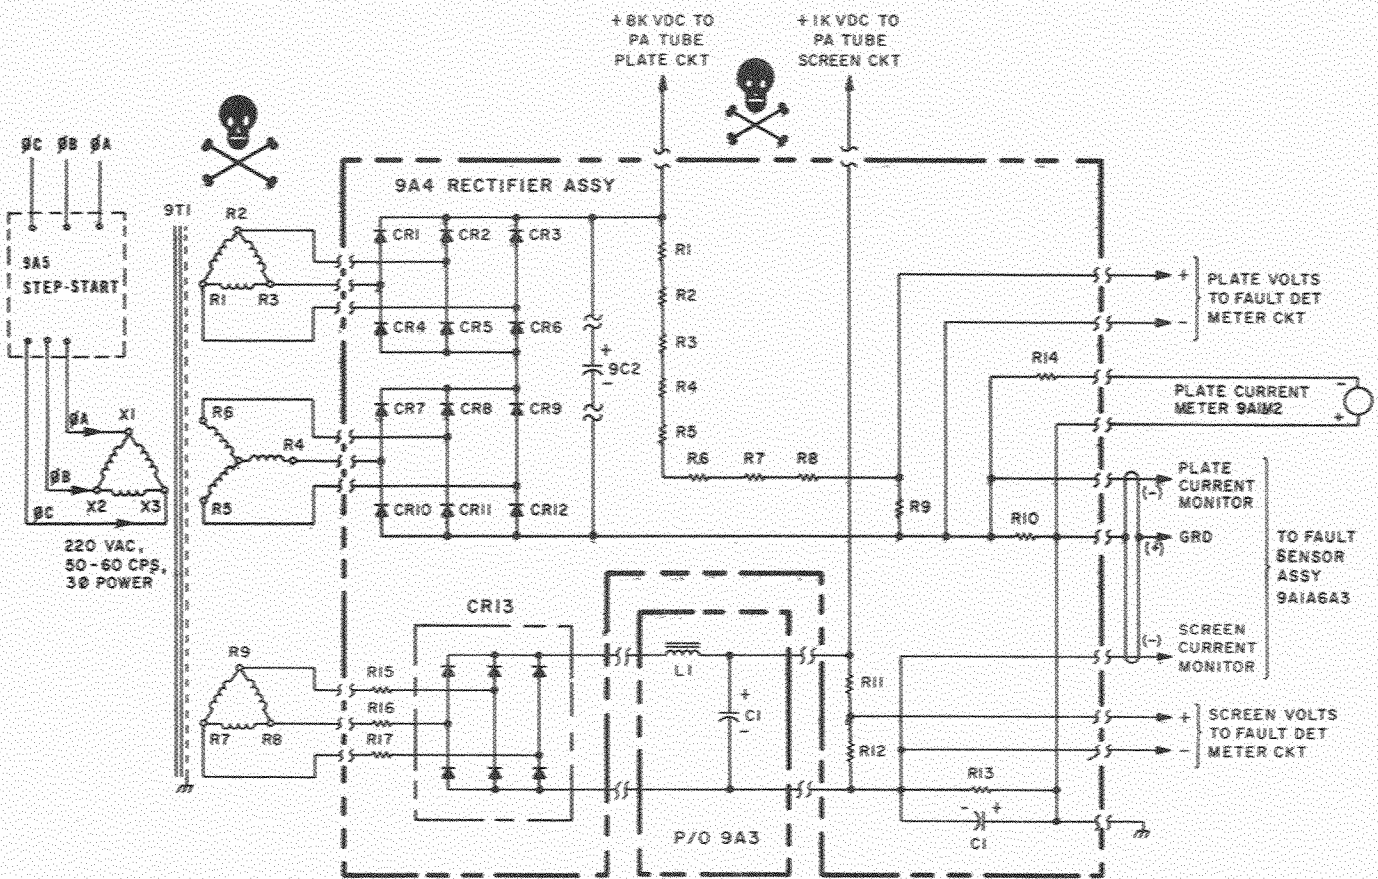 + 8K VDC TO
PA TUBE
PLATE CKT
+ 1K VDC TO
PA TUBE
SCREEN CKT
ØC ØB ØA
9A5
STEP-START
9T1
R2
R1 R3
R6
R4
R5
ØA
X1
ØB
X2 X3
ØC
220 VAC,
50-60 CPS,
3Ø POWER
R9
R7 R8
9A4 RECTIFIER ASSY
CR1 CR2 CR3
CR4 CR5 CR6
CR7 CR8 CR9
CR10 CR11 CR12
+
9C2
−
R1
R2
R3
R4
R5
R6 R7 R8
R9
R10
R14
CR13
R15
R16
R17
L1
+
C1
−
P/O 9A3
R11
R12
R13
− +
C1
+
−
PLATE VOLTS
TO FAULT DET
METER CKT
PLATE CURRENT
METER 9A1M2
−
+
PLATE
CURRENT
MONITOR
(−)
GRD
(+)
SCREEN
CURRENT
MONITOR
(−)
TO FAULT
SENSOR
ASSY
9A1A6A3
+
−
SCREEN VOLTS
TO FAULT DET
METER CKT